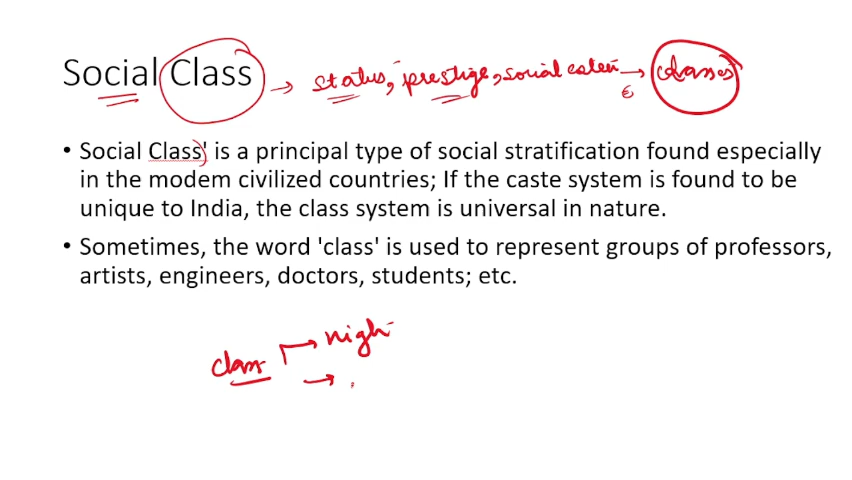 Social Class → status, prestige, social esteem → classes
• Social Class' is a principal type of social stratification found especially
in the modem civilized countries; If the caste system is found to be
unique to India, the class system is universal in nature.
• Sometimes, the word 'class' is used to represent groups of professors,
artists, engineers, doctors, students; etc.
class → high
→